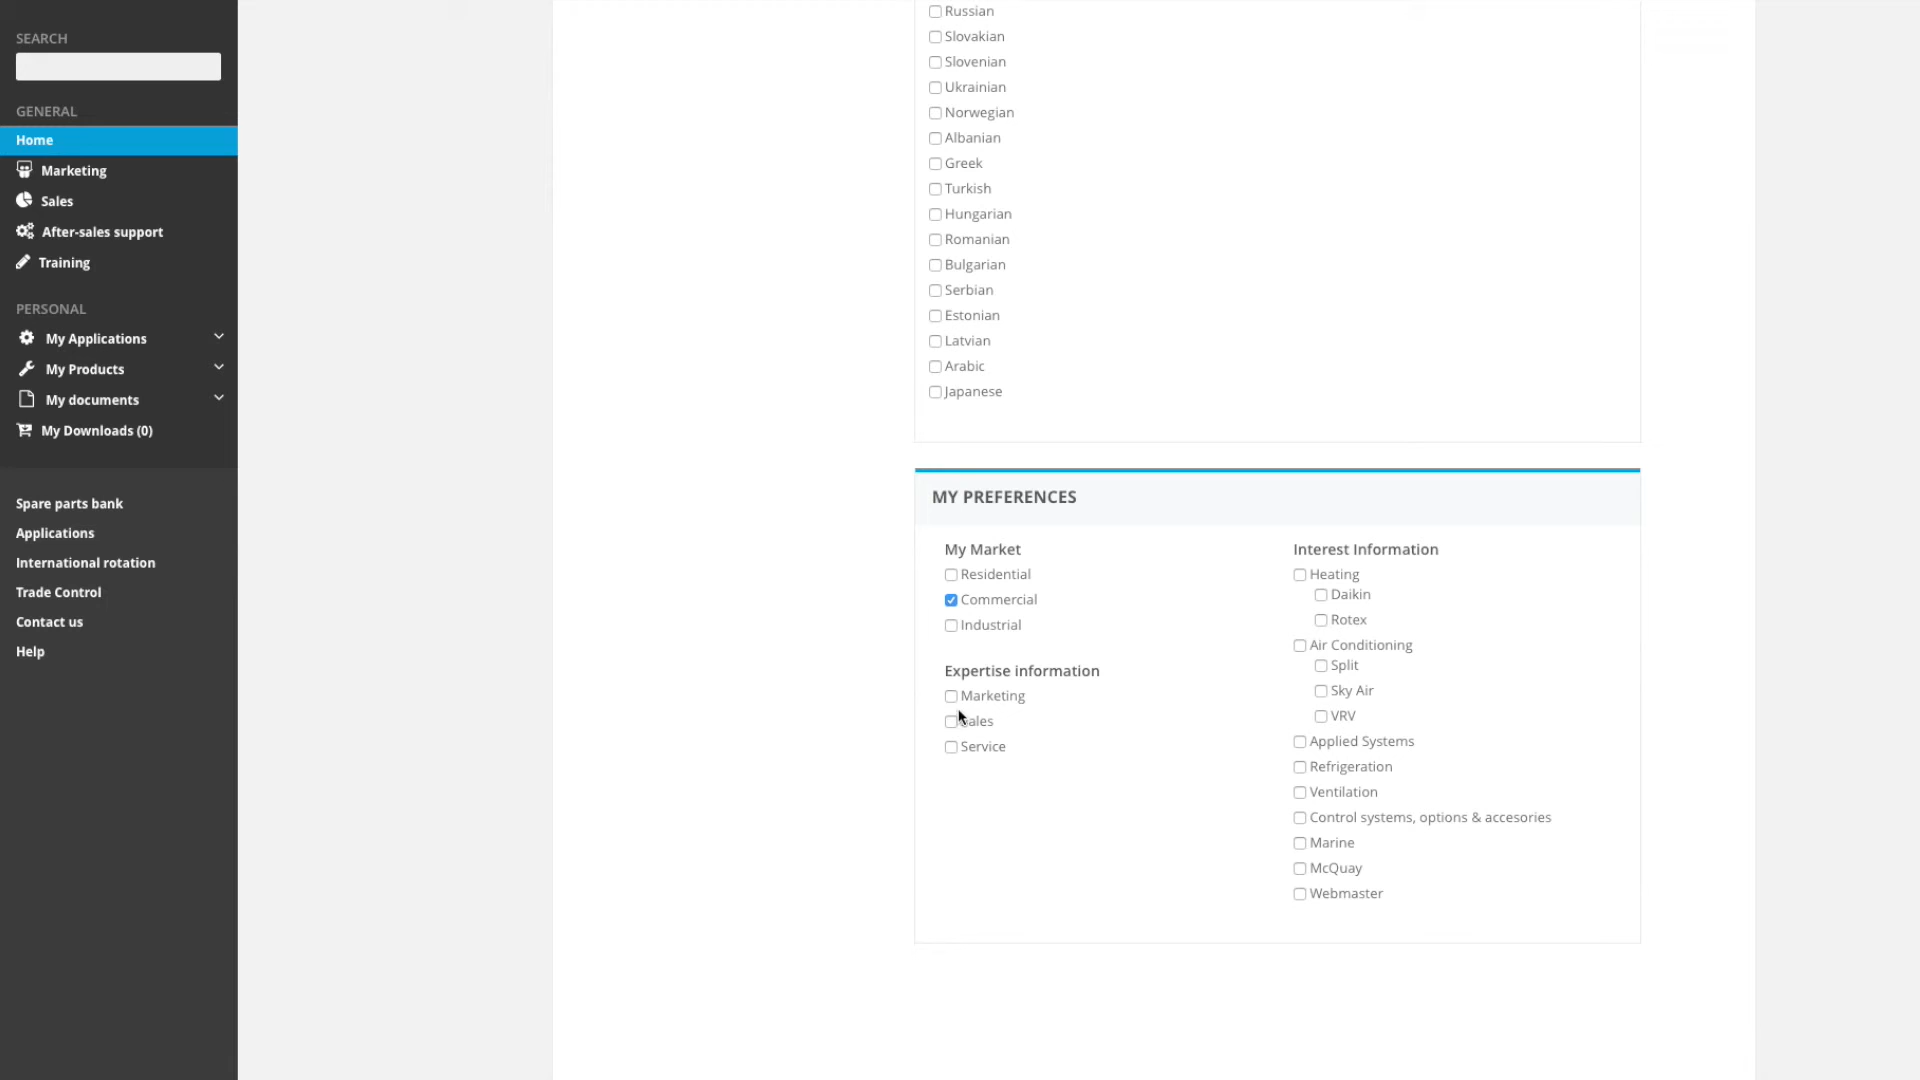 SEARCH
GENERAL
Home
Marketing
Sales
After-sales support
Training
PERSONAL
My Applications
My Products
My documents
My Downloads (0)
Spare parts bank
Applications
International rotation
Trade Control
Contact us
Help
Russian
Slovakian
Slovenian
Ukrainian
Norwegian
Albanian
Greek
Turkish
Hungarian
Romanian
Bulgarian
Serbian
Estonian
Latvian
Arabic
Japanese
MY PREFERENCES
My Market
Residential
Commercial
Industrial
Expertise information
Marketing
Sales
Service
Interest Information
Heating
Daikin
Rotex
Air Conditioning
Split
Sky Air
VRV
Applied Systems
Refrigeration
Ventilation
Control systems, options & accesories
Marine
McQuay
Webmaster